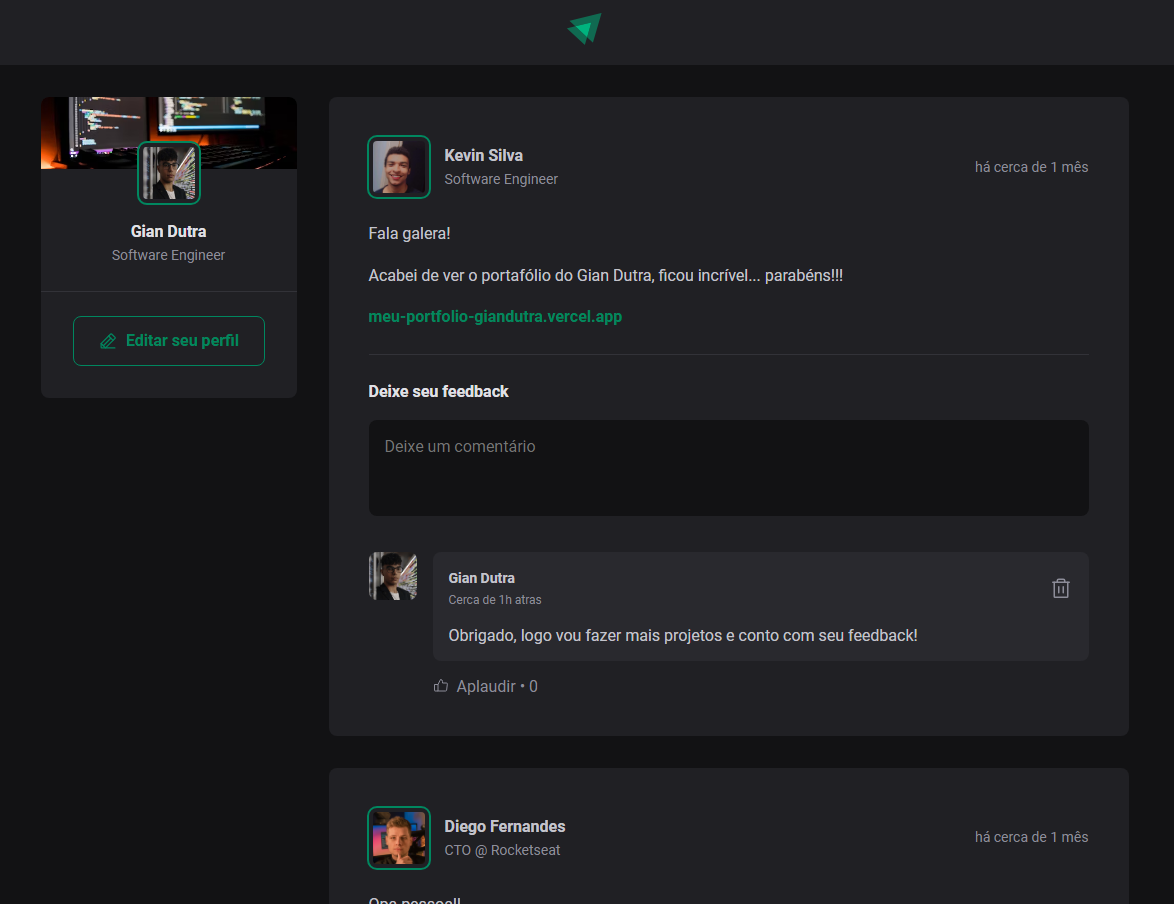 Gian Dutra
Software Engineer
Editar seu perfil
Kevin Silva
Software Engineer
há cerca de 1 mês
Fala galera!
Acabei de ver o portafólio do Gian Dutra, ficou incrível... parabéns!!!
meu-portfolio-giandutra.vercel.app
Deixe seu feedback
Deixe um comentário
Gian Dutra
Cerca de 1h atras
Obrigado, logo vou fazer mais projetos e conto com seu feedback!
Aplaudir • 0
Diego Fernandes
CTO @ Rocketseat
há cerca de 1 mês